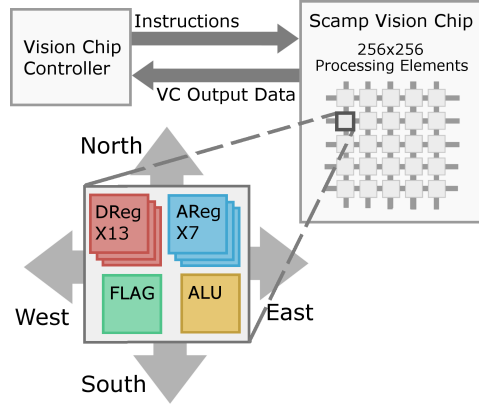 Instructions
Vision Chip
Controller
VC Output Data
Scamp Vision Chip
256x256
Processing Elements
North
DReg
X13
AReg
X7
FLAG
ALU
West
East
South